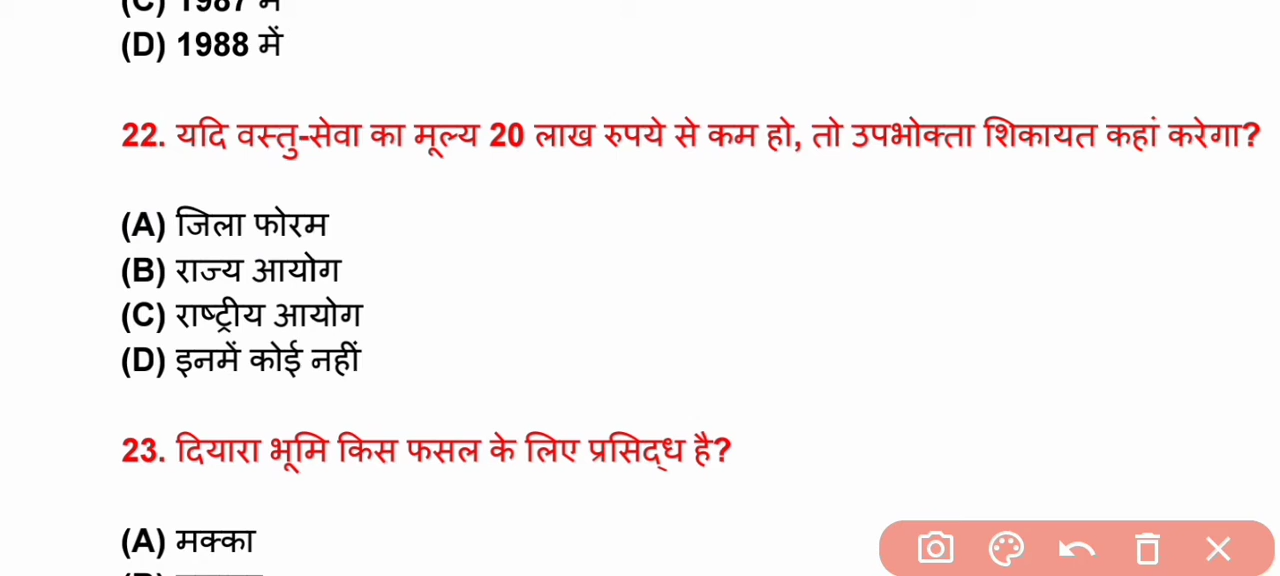 (C) 1987 में
(D) 1988 में
22. यदि वस्तु-सेवा का मूल्य 20 लाख रुपये से कम हो, तो उपभोक्ता शिकायत कहां करेगा?
(A) जिला फोरम
(B) राज्य आयोग
(C) राष्ट्रीय आयोग
(D) इनमें कोई नहीं
23. दियारा भूमि किस फसल के लिए प्रसिद्ध है?
(A) मक्का